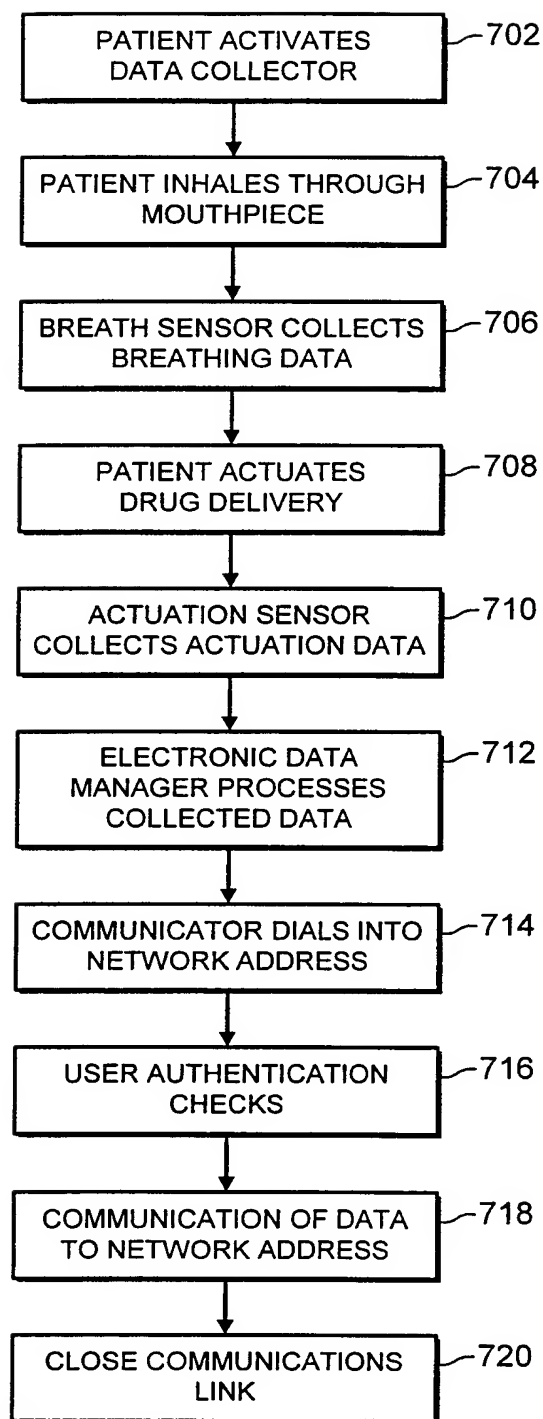 PATIENT ACTIVATES
DATA COLLECTOR
702
PATIENT INHALES THROUGH
MOUTHPIECE
704
BREATH SENSOR COLLECTS
BREATHING DATA
706
PATIENT ACTUATES
DRUG DELIVERY
708
ACTUATION SENSOR
COLLECTS ACTUATION DATA
710
ELECTRONIC DATA
MANAGER PROCESSES
COLLECTED DATA
712
COMMUNICATOR DIALS INTO
NETWORK ADDRESS
714
USER AUTHENTICATION
CHECKS
716
COMMUNICATION OF DATA
TO NETWORK ADDRESS
718
CLOSE COMMUNICATIONS
LINK
720